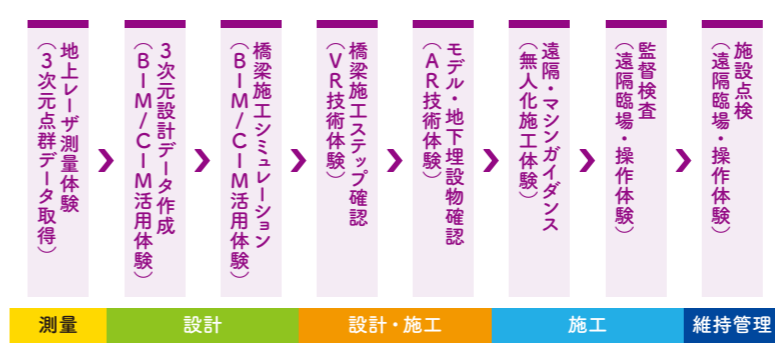 地上レーザ測量体験
（3次元点群データ取得）
3次元設計データ作成
（BIM/CIM活用体験）
橋梁施工シミュレーション
（BIM/CIM活用体験）
橋梁施工ステップ確認
（VR技術体験）
モデル・地下埋設物確認
（AR技術体験）
遠隔・マシンガイダンス
（無人化施工体験）
監督検査
（遠隔臨場・操作体験）
施設点検
（遠隔臨場・操作体験）
測量
設計
設計・施工
施工
維持管理